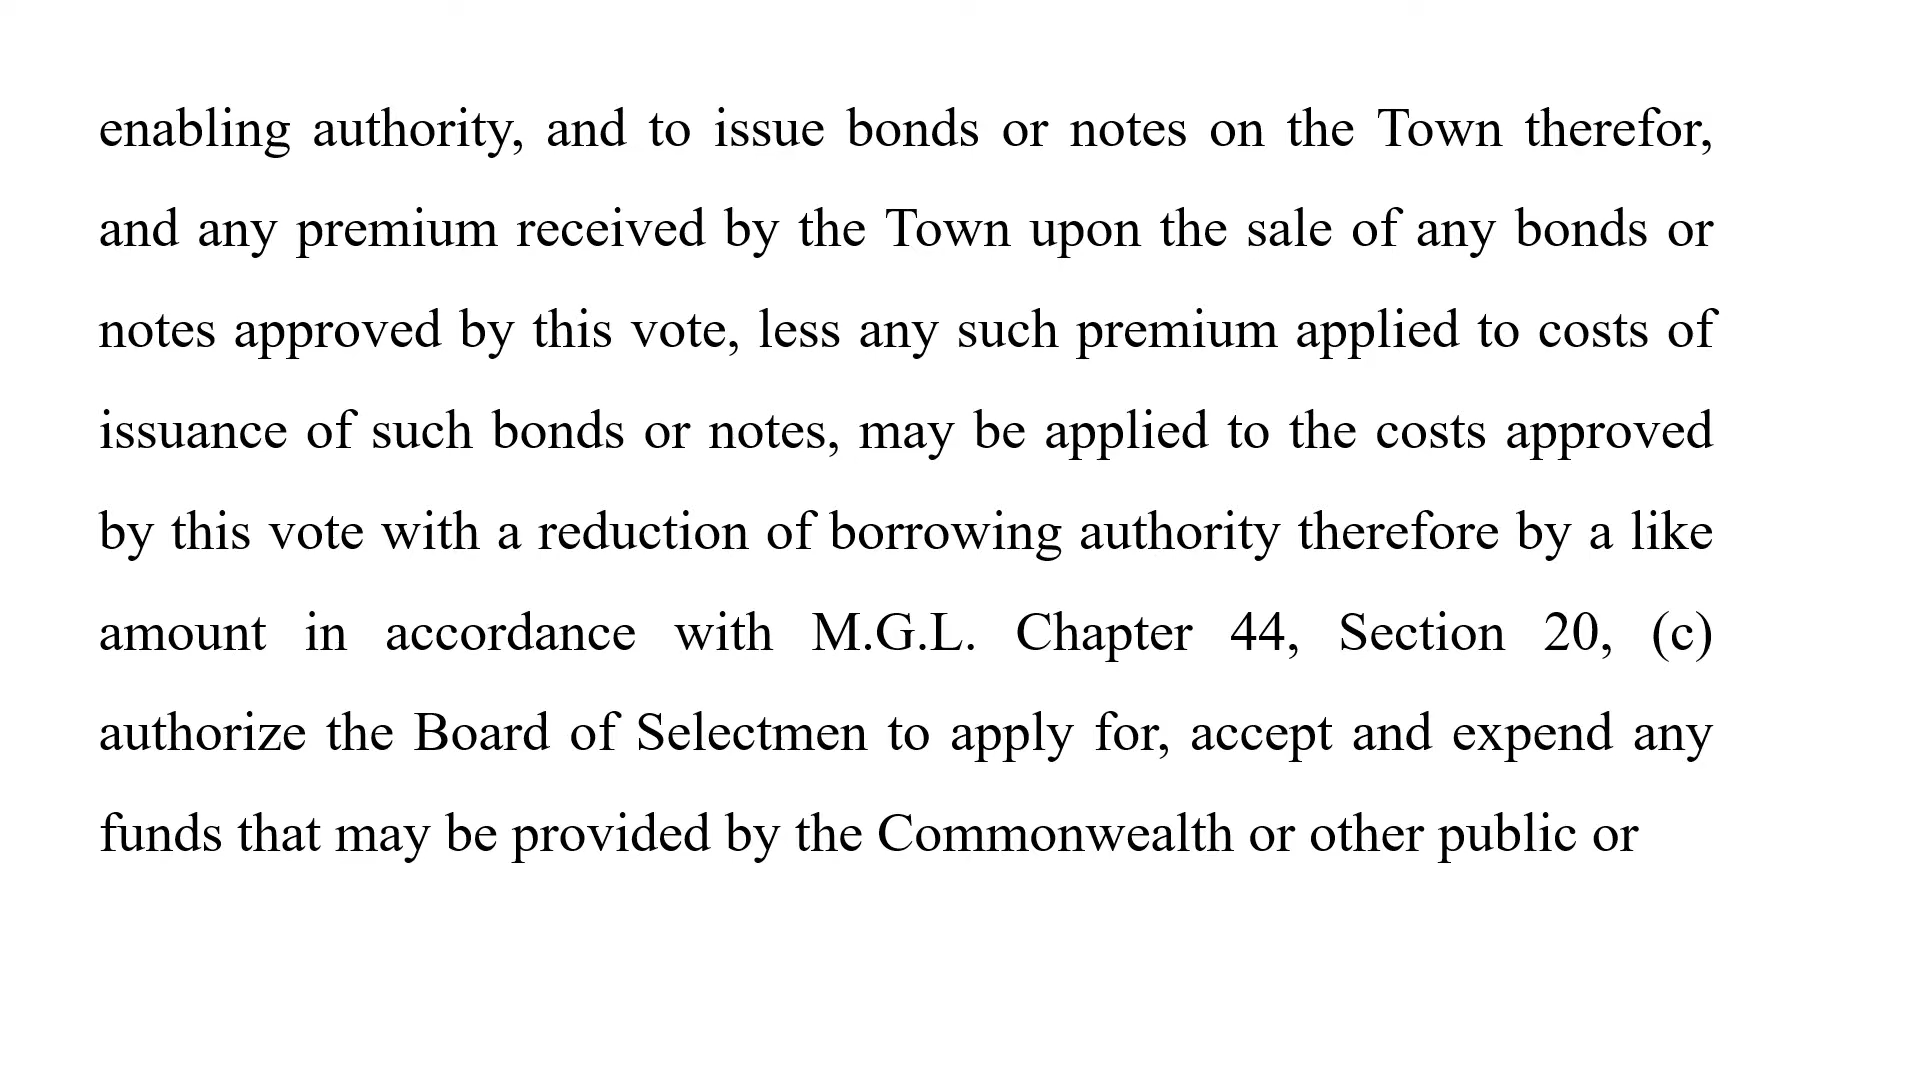 enabling authority, and to issue bonds or notes on the Town therefor,
and any premium received by the Town upon the sale of any bonds or
notes approved by this vote, less any such premium applied to costs of
issuance of such bonds or notes, may be applied to the costs approved
by this vote with a reduction of borrowing authority therefore by a like
amount in accordance with M.G.L. Chapter 44, Section 20, (c)
authorize the Board of Selectmen to apply for, accept and expend any
funds that may be provided by the Commonwealth or other public or